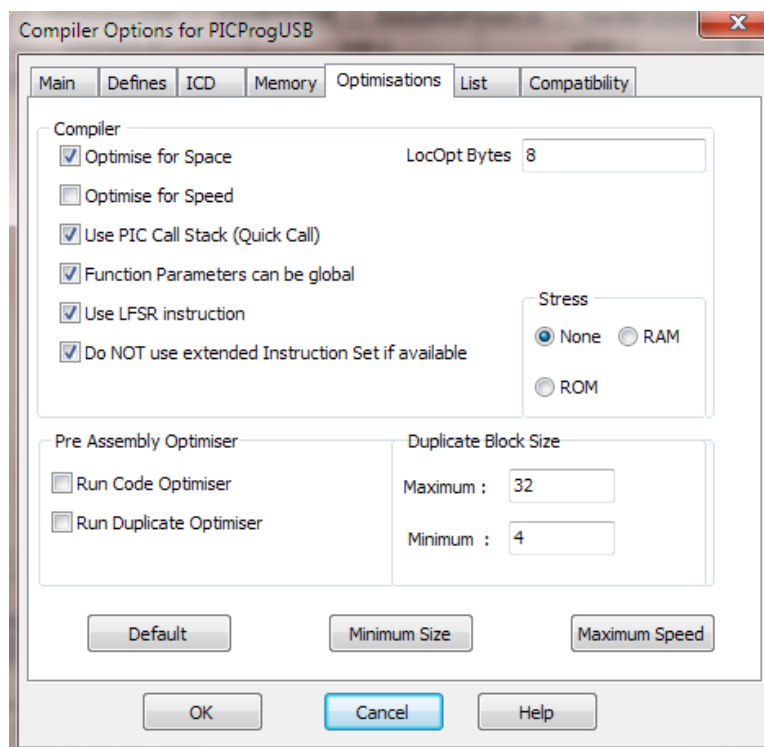 Compiler Options for PICProgUSB
Main Defines ICD Memory Optimisations List Compatibility
Compiler
Optimise for Space LocOpt Bytes 8
Optimise for Speed
Use PIC Call Stack (Quick Call)
Function Parameters can be global
Use LFSR instruction
Do NOT use extended Instruction Set if available
Stress
None RAM
ROM
Pre Assembly Optimiser
Run Code Optimiser
Run Duplicate Optimiser
Duplicate Block Size
Maximum : 32
Minimum : 4
Default Minimum Size Maximum Speed
OK Cancel Help